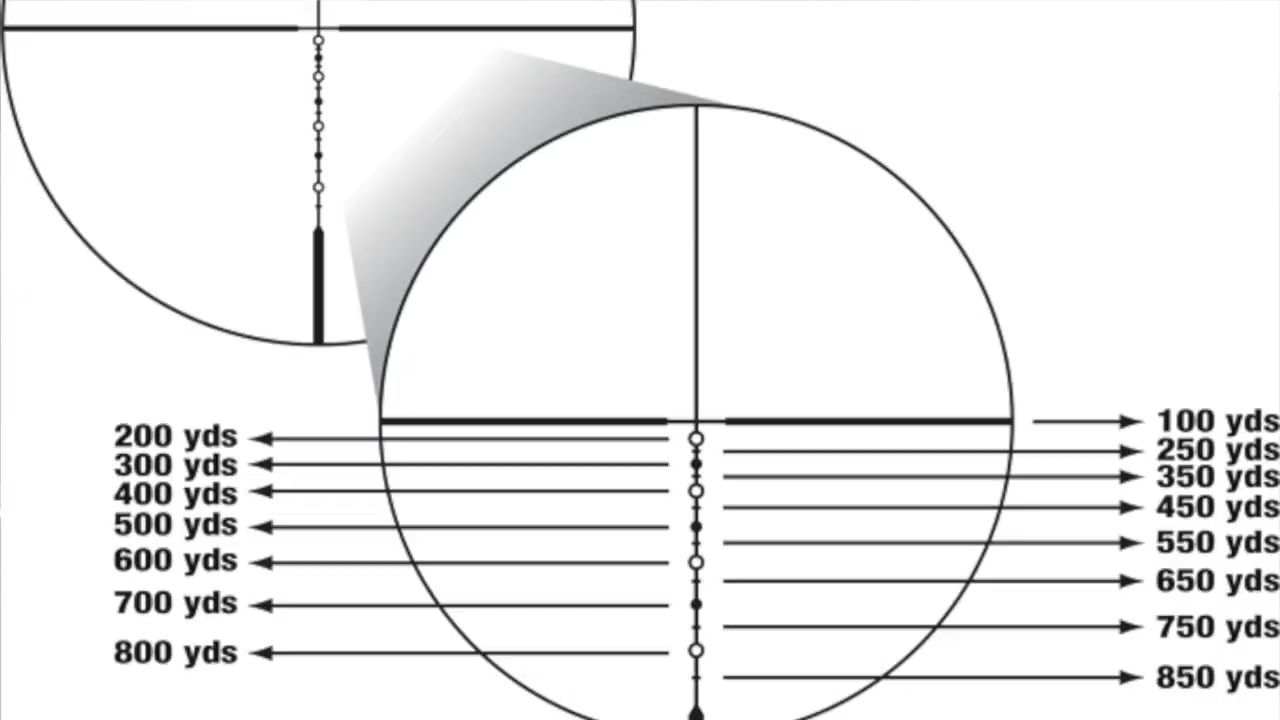 200 yds
300 yds
400 yds
500 yds
600 yds
700 yds
800 yds
100 yds
250 yds
350 yds
450 yds
550 yds
650 yds
750 yds
850 yds